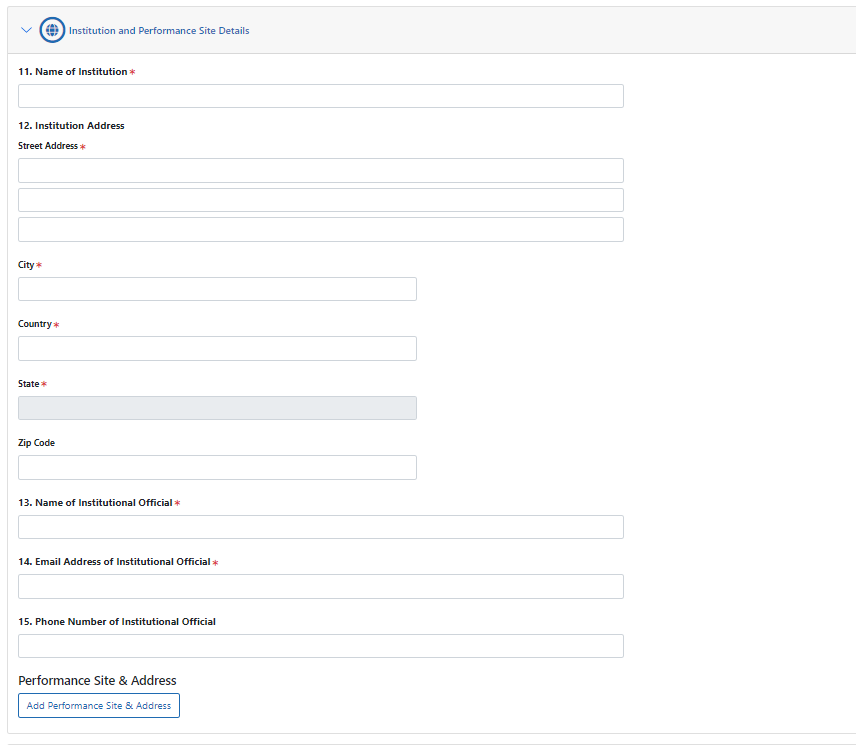 Institution and Performance Site Details
11. Name of Institution *
12. Institution Address
Street Address *
City *
Country *
State *
Zip Code
13. Name of Institutional Official *
14. Email Address of Institutional Official *
15. Phone Number of Institutional Official
Performance Site & Address
Add Performance Site & Address